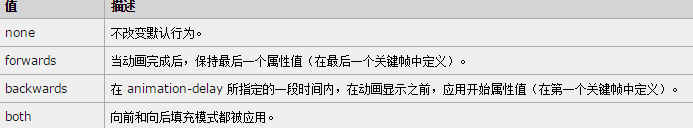 值 描述
none 不改变默认行为。
forwards 当动画完成后，保持最后一个属性值（在最后一个关键帧中定义）。
backwards 在 animation-delay 所指定的一段时间内，在动画显示之前，应用开始属性值（在第一个关键帧中定义）。
both 向前和向后填充模式都被应用。